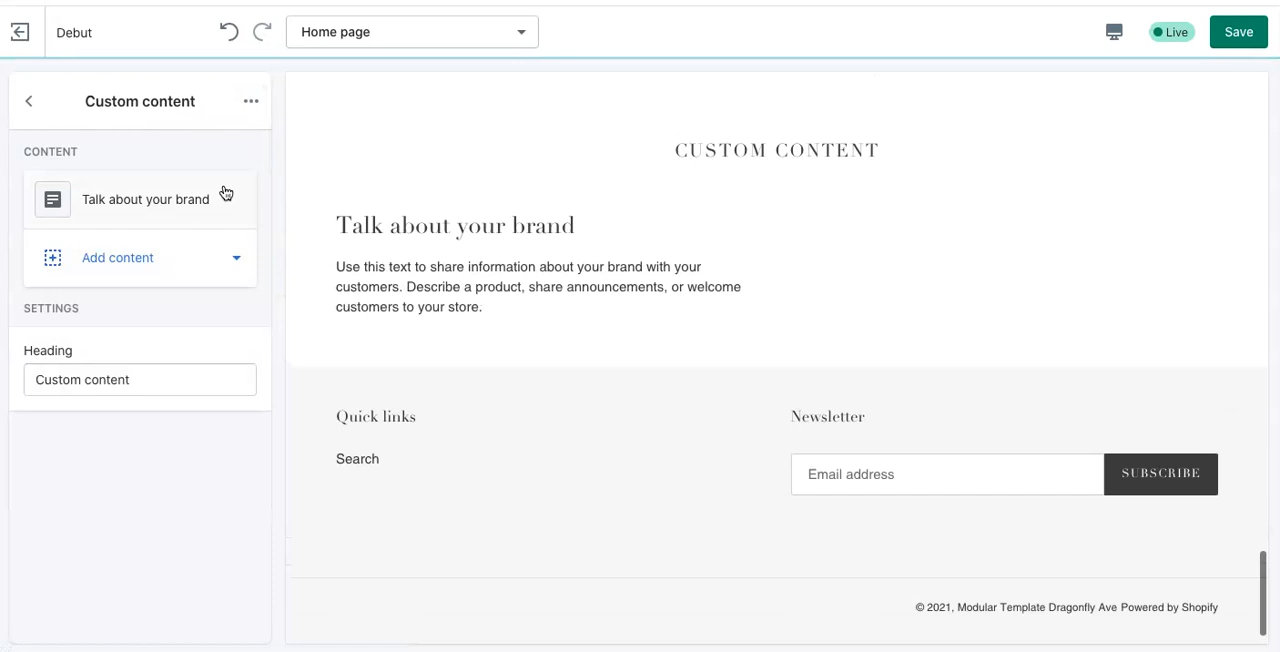 Debut
Home page
Live
Save
Custom content
CONTENT
Talk about your brand
Add content
SETTINGS
Heading
Custom content
CUSTOM CONTENT
Talk about your brand
Use this text to share information about your brand with your
customers. Describe a product, share announcements, or welcome
customers to your store.
Quick links
Search
Newsletter
Email address
SUBSCRIBE
© 2021, Modular Template Dragonfly Ave Powered by Shopify